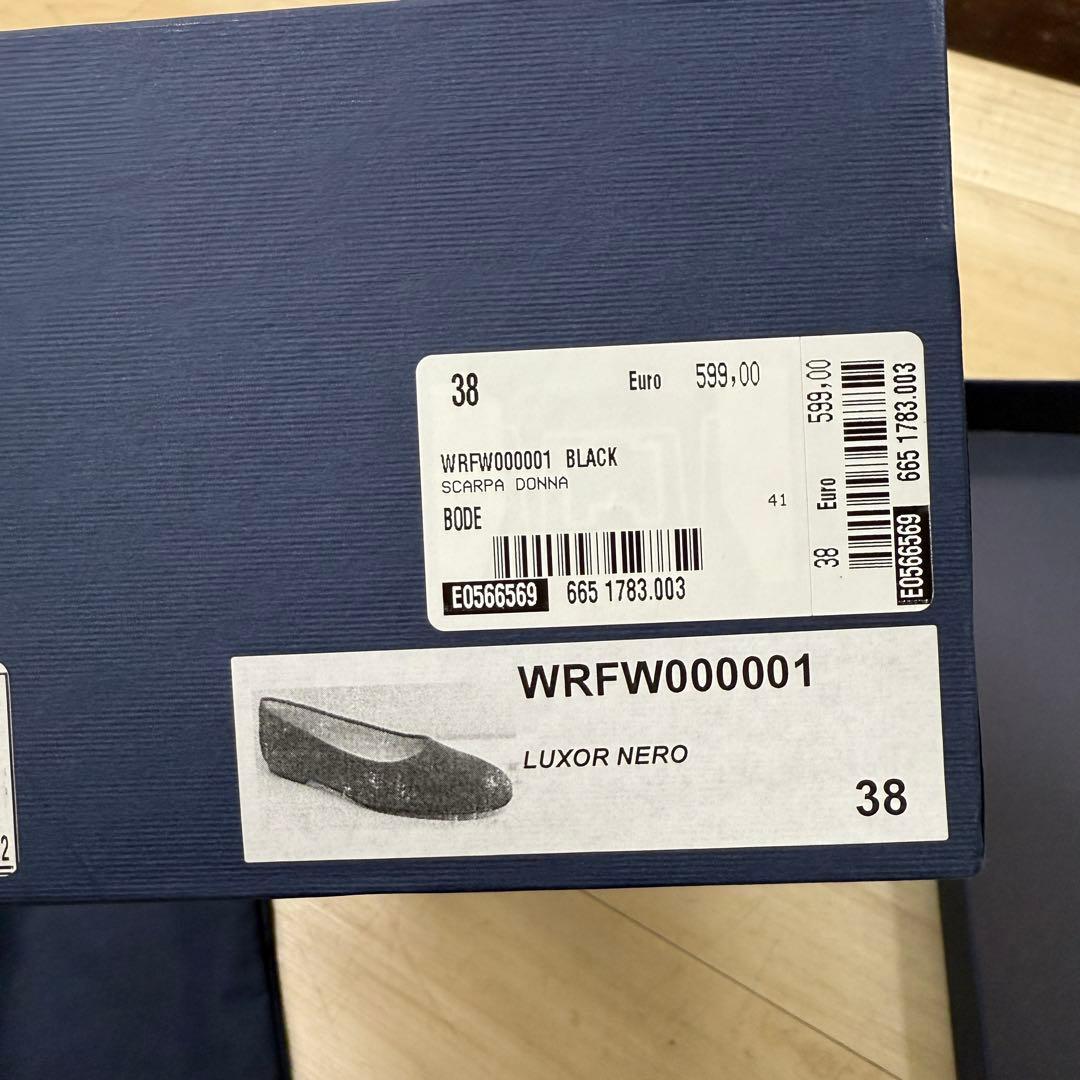 38 Euro 599,00
WRFW000001 BLACK
SCARPA DONNA
41
BODE
E0566569 665 1783.003
38 Euro 599,00
E0566569 665 1783.003
WRFW000001
LUXOR NERO
38
2